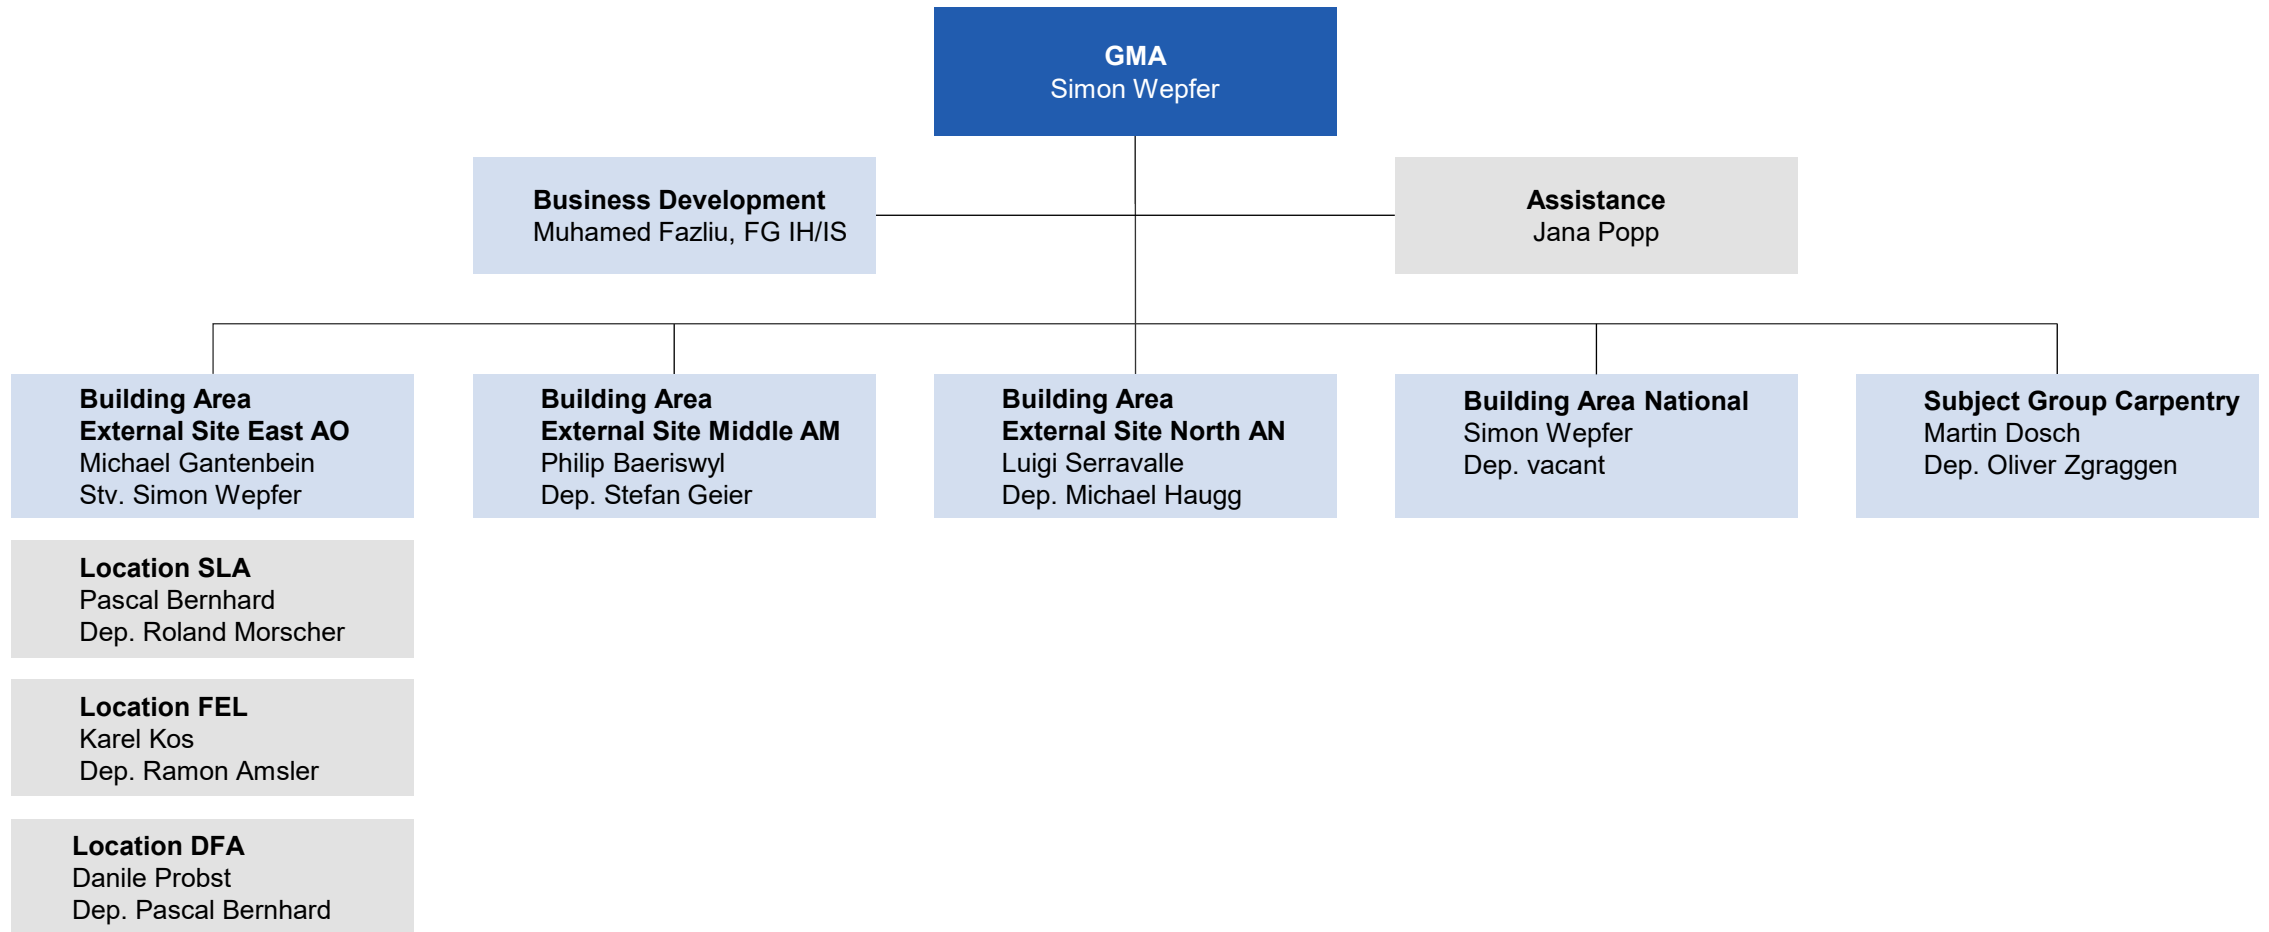 GMA
Simon Wepfer
Business Development
Muhamed Fazliu, FG IH/IS
Assistance
Jana Popp
Building Area
External Site East AO
Michael Gantenbein
Stv. Simon Wepfer
Building Area
External Site Middle AM
Philip Baeriswyl
Dep. Stefan Geier
Building Area
External Site North AN
Luigi Serravalle
Dep. Michael Haugg
Building Area National
Simon Wepfer
Dep. vacant
Subject Group Carpentry
Martin Dosch
Dep. Oliver Zgraggen
Location SLA
Pascal Bernhard
Dep. Roland Morscher
Location FEL
Karel Kos
Dep. Ramon Amsler
Location DFA
Danile Probst
Dep. Pascal Bernhard